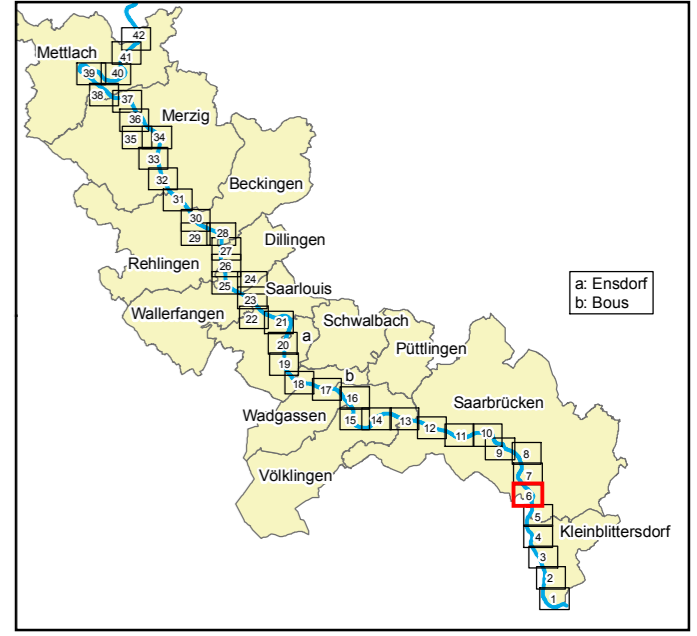 42
Mettlach
41
39
40
38
37
36
Merzig
35
34
33
32
Beckingen
31
30
29
28
Dillingen
27
Rehlingen
26
25
24
Saarlouis
23
a: Ensdorf
b: Bous
Wallerfangen
22
21
Schwalbach
20
a
Püttlingen
19
b
18
17
16
Saarbrücken
Wadgassen
15
14
13
12
11
10
9
8
Völklingen
7
6
5
Kleinblittersdorf
4
3
2
1